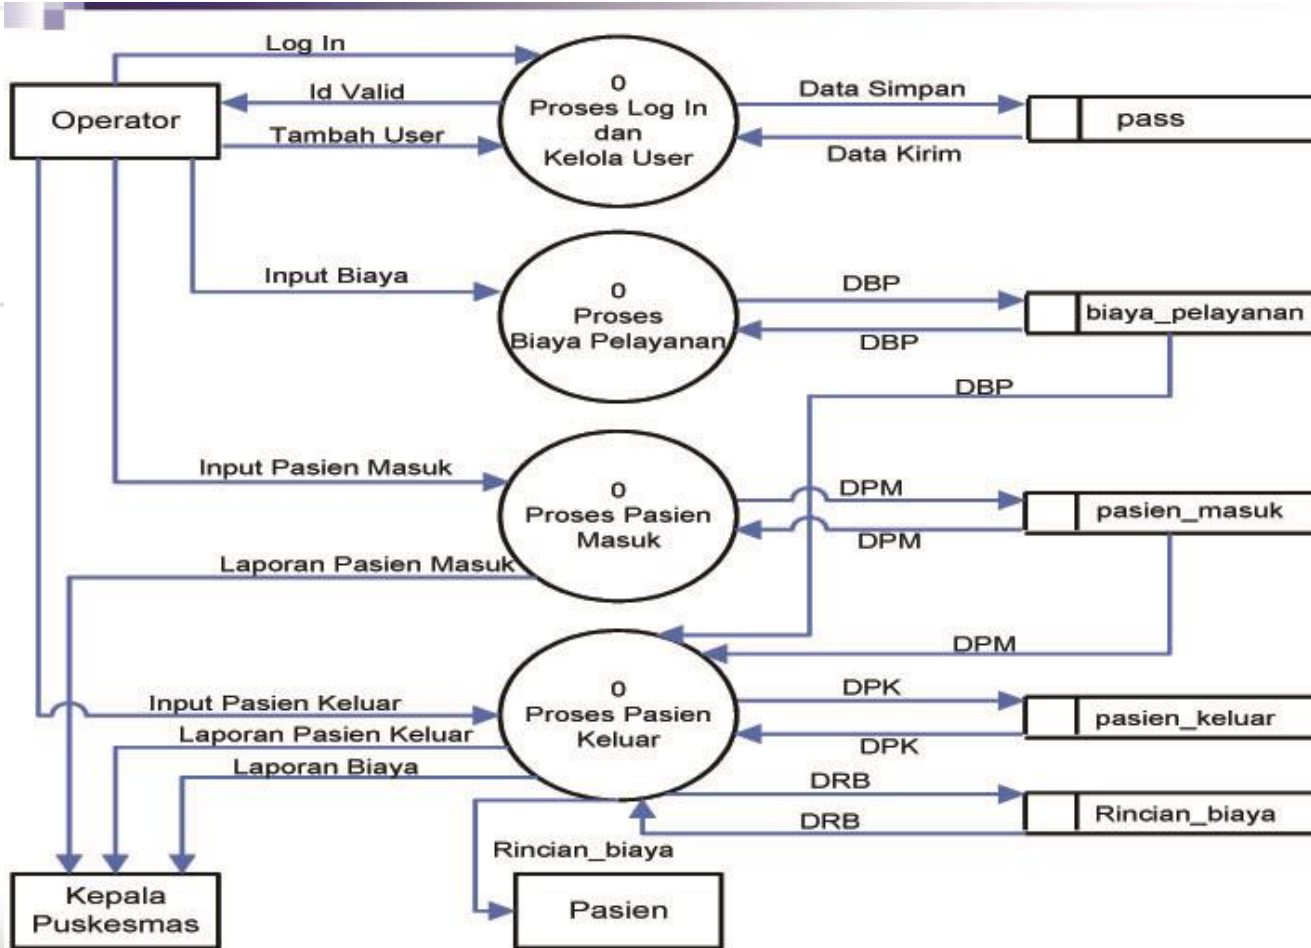 Log In
Id Valid
Operator
Tambah User
0
Proses Log In
dan
Kelola User
Data Simpan
pass
Data Kirim
Input Biaya
0
Proses
Biaya Pelayanan
DBP
biaya_pelayanan
DBP
DBP
Input Pasien Masuk
0
Proses Pasien
Masuk
DPM
pasien_masuk
DPM
Laporan Pasien Masuk
DPM
Input Pasien Keluar
0
Proses Pasien
Keluar
DPK
pasien_keluar
DPK
Laporan Pasien Keluar
Laporan Biaya
DRB
Rincian_biaya
DRB
Rincian_biaya
Kepala
Puskesmas
Pasien